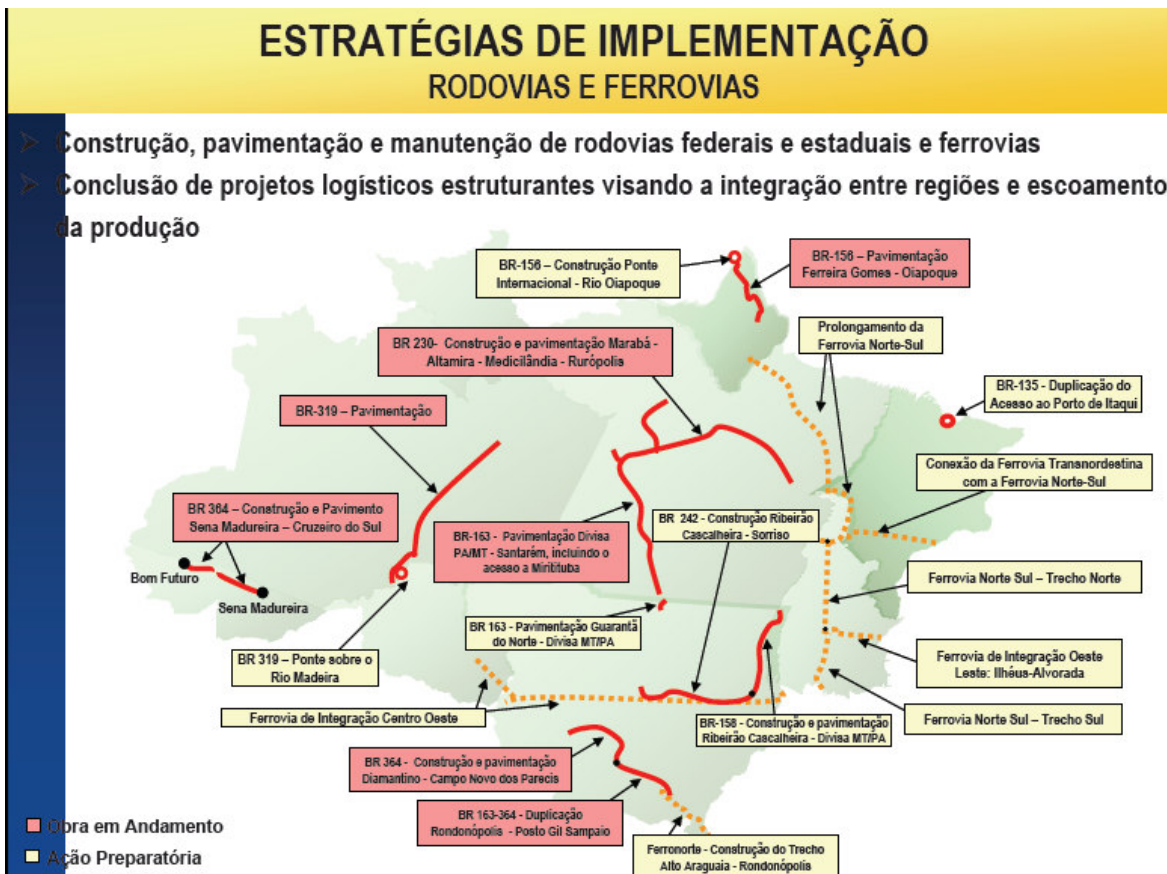 ESTRATÉGIAS DE IMPLEMENTAÇÃO
RODOVIAS E FERROVIAS
Construção, pavimentação e manutenção de rodovias federais e estaduais e ferrovias
Conclusão de projetos logísticos estruturantes visando a integração entre regiões e escoamento
da produção
BR-156 – Construção Ponte
Internacional - Rio Oiapoque
BR-156 – Pavimentação
Ferreira Gomes - Oiapoque
Prolongamento da
Ferrovia Norte-Sul
BR 230- Construção e pavimentação Marabá -
Altamira - Medicilândia - Rurópolis
BR-135 - Duplicação do
Acesso ao Porto de Itaqui
BR-319 – Pavimentação
Conexão da Ferrovia Transnordestina
com a Ferrovia Norte-Sul
BR 364 – Construção e Pavimento
Sena Madureira – Cruzeiro do Sul
BR-163 - Pavimentação Divisa
PA/MT - Santarém, incluindo o
acesso a Miritituba
BR 242 - Construção Ribeirão
Cascalheira - Sorriso
Bom Futuro
Sena Madureira
Ferrovia Norte Sul – Trecho Norte
BR 163 - Pavimentação Guarantã
do Norte - Divisa MT/PA
BR 319 – Ponte sobre o
Rio Madeira
Ferrovia de Integração Oeste
Leste: Ilhéus-Alvorada
Ferrovia de Integração Centro Oeste
BR-158 - Construção e pavimentação
Ribeirão Cascalheira - Divisa MT/PA
Ferrovia Norte Sul – Trecho Sul
BR 364 - Construção e pavimentação
Diamantino - Campo Novo dos Parecis
BR 163-364 - Duplicação
Rondonópolis - Posto Gil Sampaio
Ferronorte - Construção do Trecho
Alto Araguaia - Rondonópolis
Obra em Andamento
Ação Preparatória